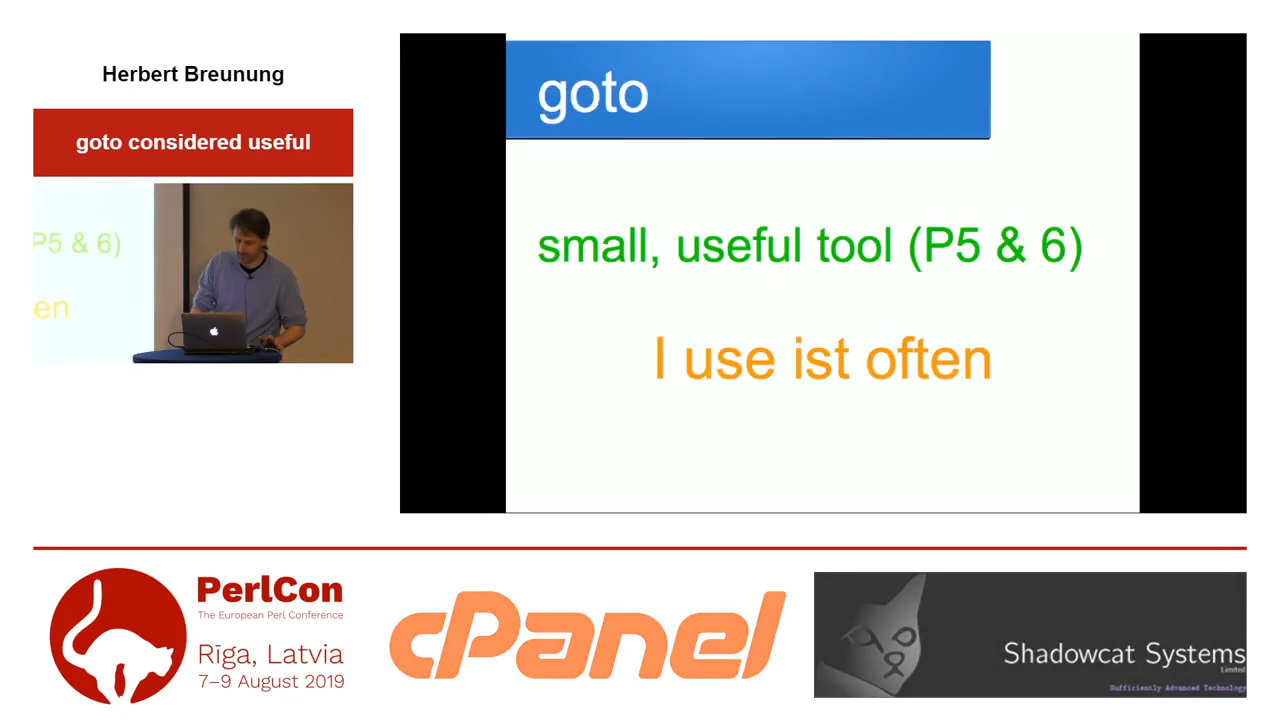 Herbert Breunung
goto considered useful
P5 & 6)
en
goto
small, useful tool (P5 & 6)
I use ist often
PerlCon
The European Perl Conference
Rīga, Latvia
7–9 August 2019
cPanel
Shadowcat Systems
Limited
Sufficiently Advanced Technology